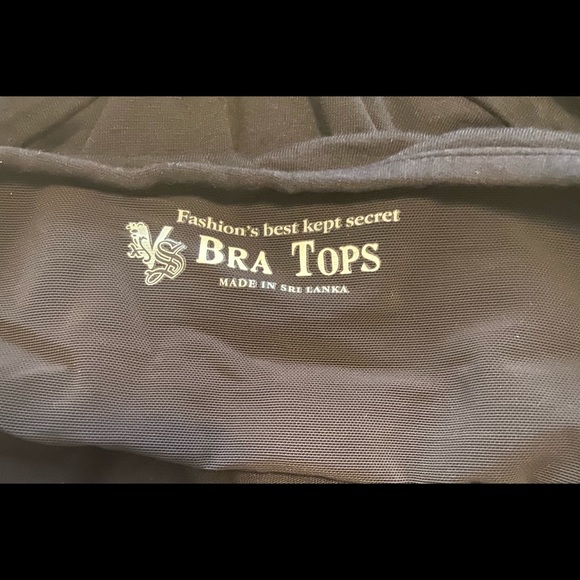 Fashion's best kept secret
VS BRA TOPS
MADE IN SRI LANKA